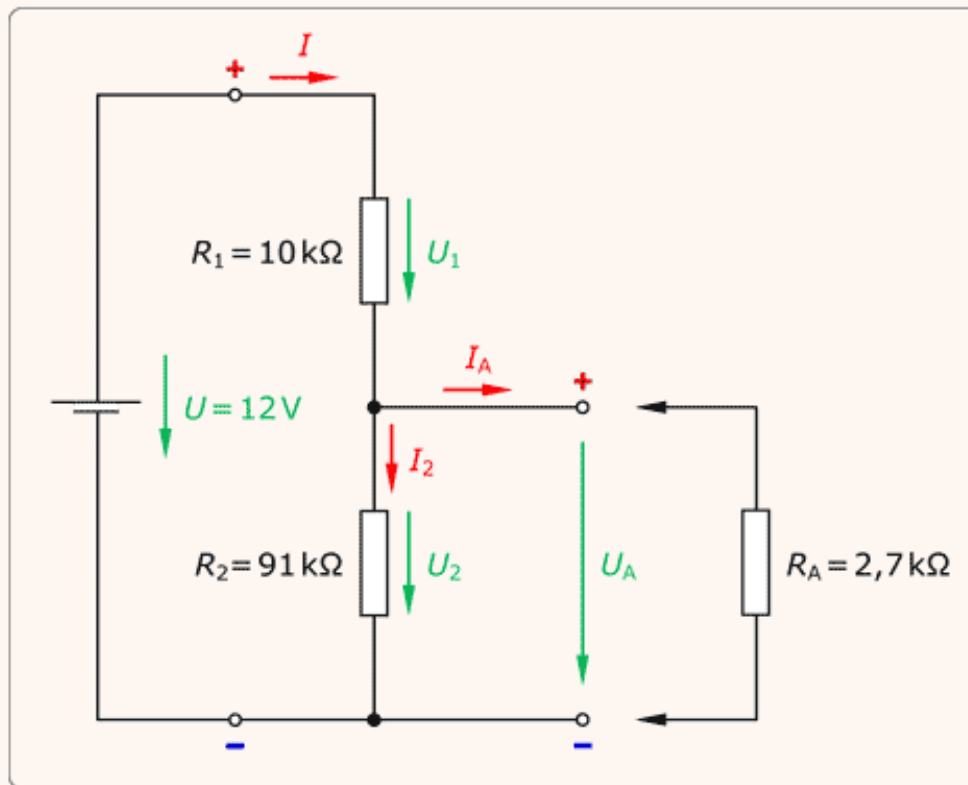 I
+
R₁ = 10 kΩ
U₁
I_A
+
U = 12 V
I₂
R₂ = 91 kΩ
U₂
U_A
R_A = 2,7 kΩ
−
−